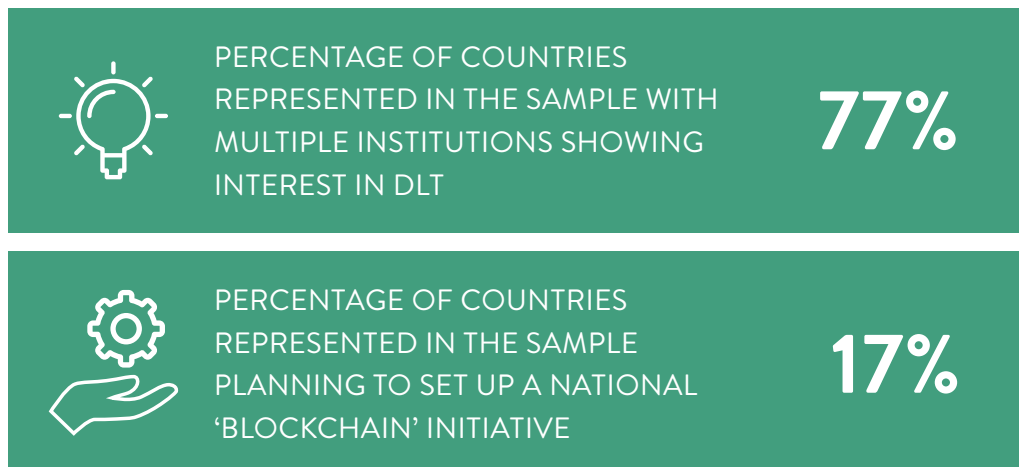 PERCENTAGE OF COUNTRIES
REPRESENTED IN THE SAMPLE WITH
MULTIPLE INSTITUTIONS SHOWING
INTEREST IN DLT
77%
PERCENTAGE OF COUNTRIES
REPRESENTED IN THE SAMPLE
PLANNING TO SET UP A NATIONAL
‘BLOCKCHAIN’ INITIATIVE
17%